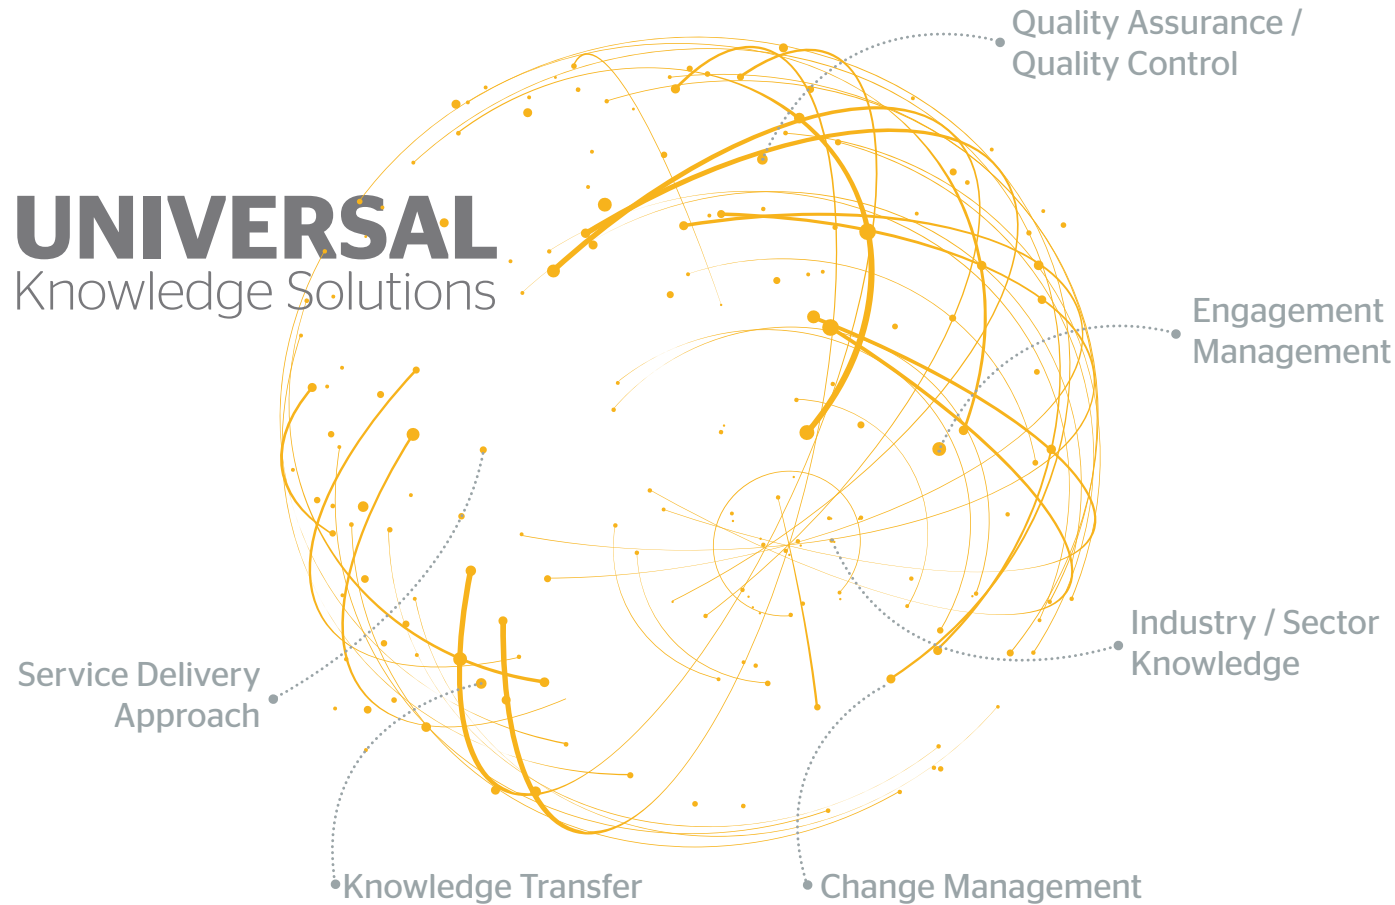 Quality Assurance /
Quality Control
UNIVERSAL
Knowledge Solutions
Engagement
Management
Industry / Sector
Knowledge
Service Delivery
Approach
Knowledge Transfer
Change Management